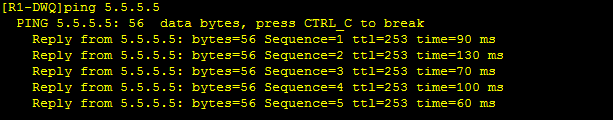 [R1-DWQ]ping 5.5.5.5
PING 5.5.5.5: 56  data bytes, press CTRL_C to break
Reply from 5.5.5.5: bytes=56 Sequence=1 ttl=253 time=90 ms
Reply from 5.5.5.5: bytes=56 Sequence=2 ttl=253 time=130 ms
Reply from 5.5.5.5: bytes=56 Sequence=3 ttl=253 time=70 ms
Reply from 5.5.5.5: bytes=56 Sequence=4 ttl=253 time=100 ms
Reply from 5.5.5.5: bytes=56 Sequence=5 ttl=253 time=60 ms